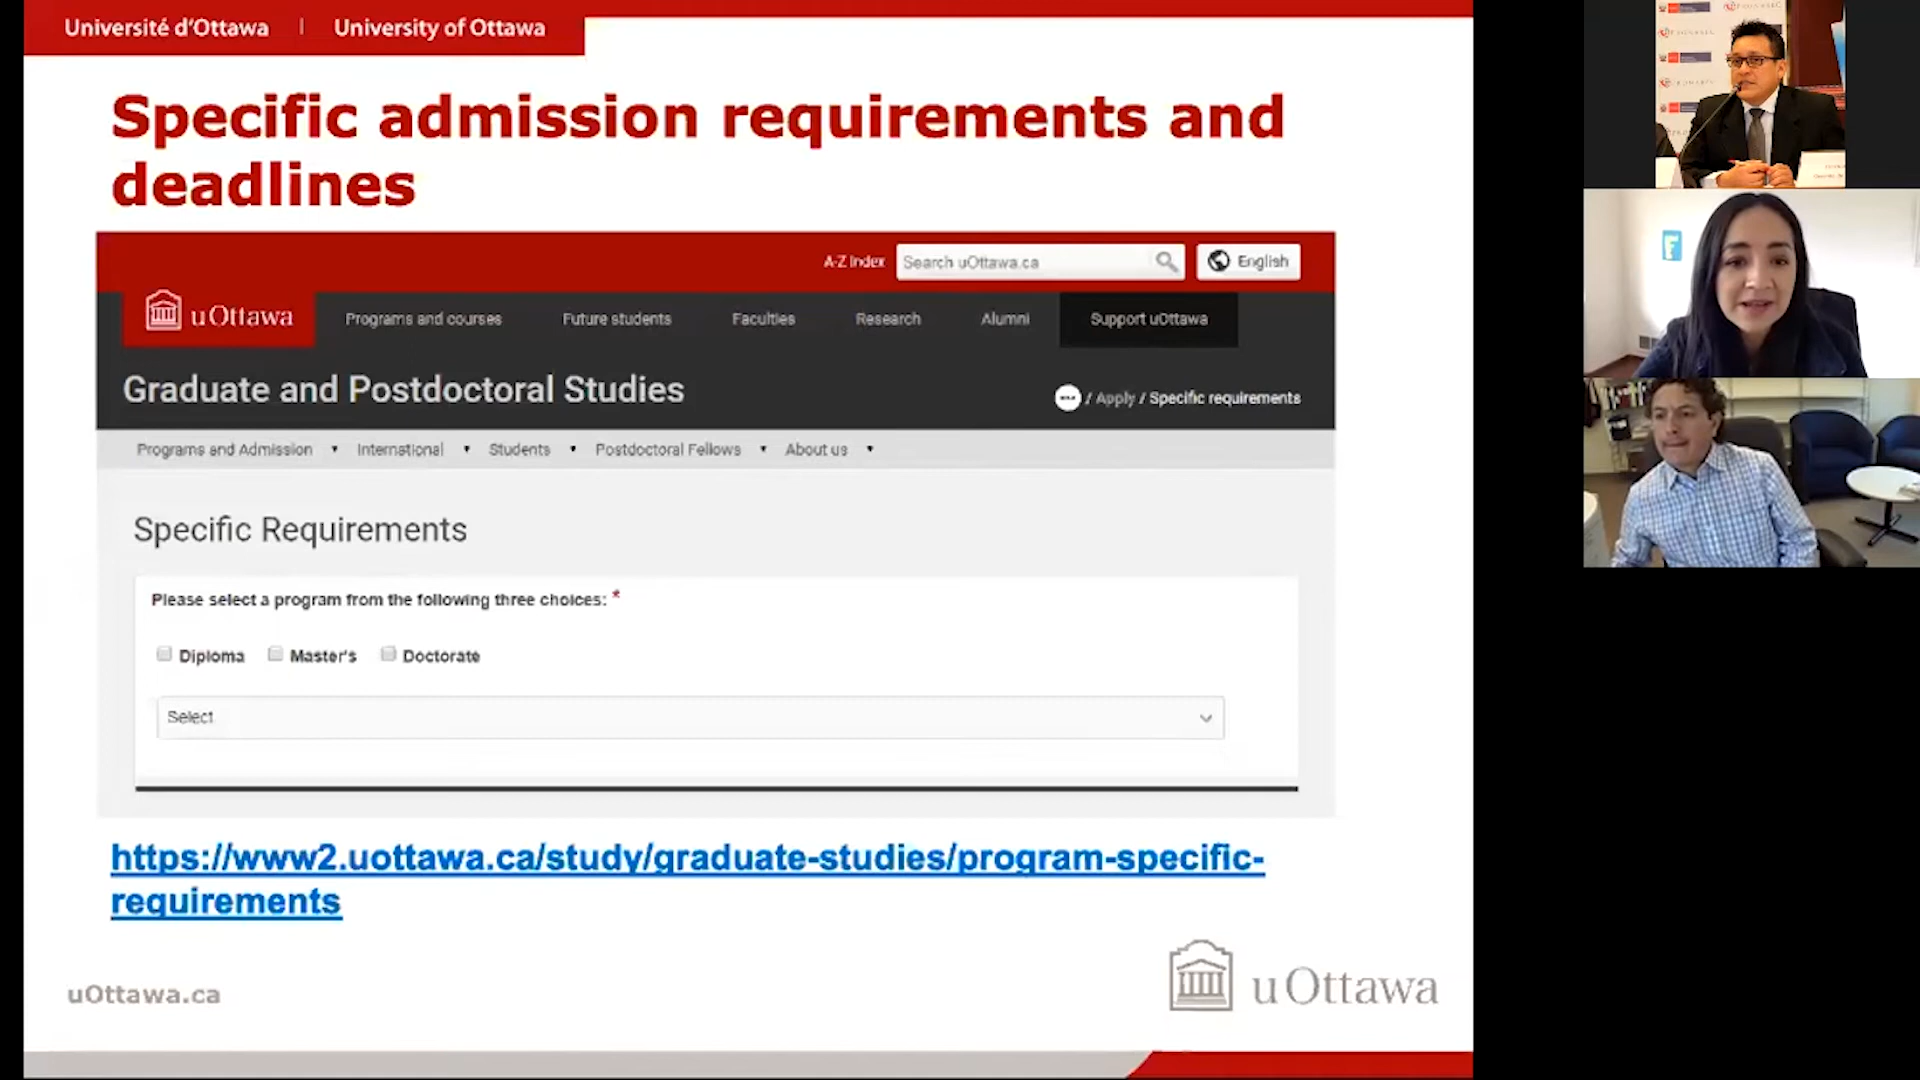 Université d'Ottawa | University of Ottawa
Specific admission requirements and
deadlines
A-Z Index
Search uOttawa.ca
English
uOttawa
Programs and courses
Future students
Faculties
Research
Alumni
Support uOttawa
Graduate and Postdoctoral Studies
/ Apply / Specific requirements
Programs and Admission
International
Students
Postdoctoral Fellows
About us
Specific Requirements
Please select a program from the following three choices: *
Diploma
Master's
Doctorate
Select
https://www2.uottawa.ca/study/graduate-studies/program-specific-
requirements
uOttawa.ca
uOttawa